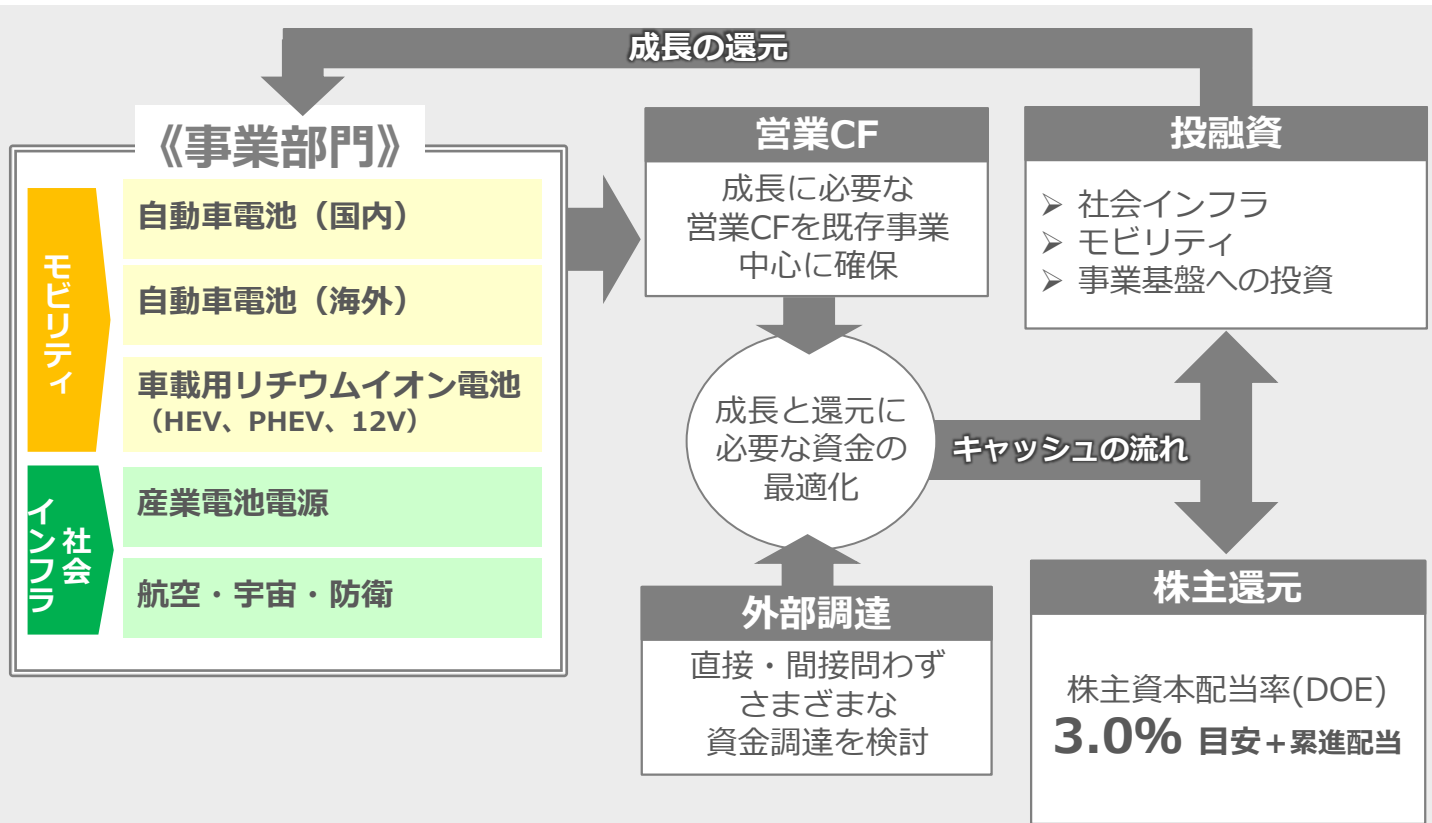 成長の還元
《事業部門》
モビリティ
自動車電池（国内）
自動車電池（海外）
車載用リチウムイオン電池
（HEV、PHEV、12V）
社会
インフラ
産業電池電源
航空・宇宙・防衛
営業CF
成長に必要な
営業CFを既存事業
中心に確保
成長と還元に
必要な資金の
最適化
外部調達
直接・間接問わず
さまざまな
資金調達を検討
キャッシュの流れ
投融資
➢ 社会インフラ
➢ モビリティ
➢ 事業基盤への投資
株主還元
株主資本配当率(DOE)
3.0% 目安＋累進配当